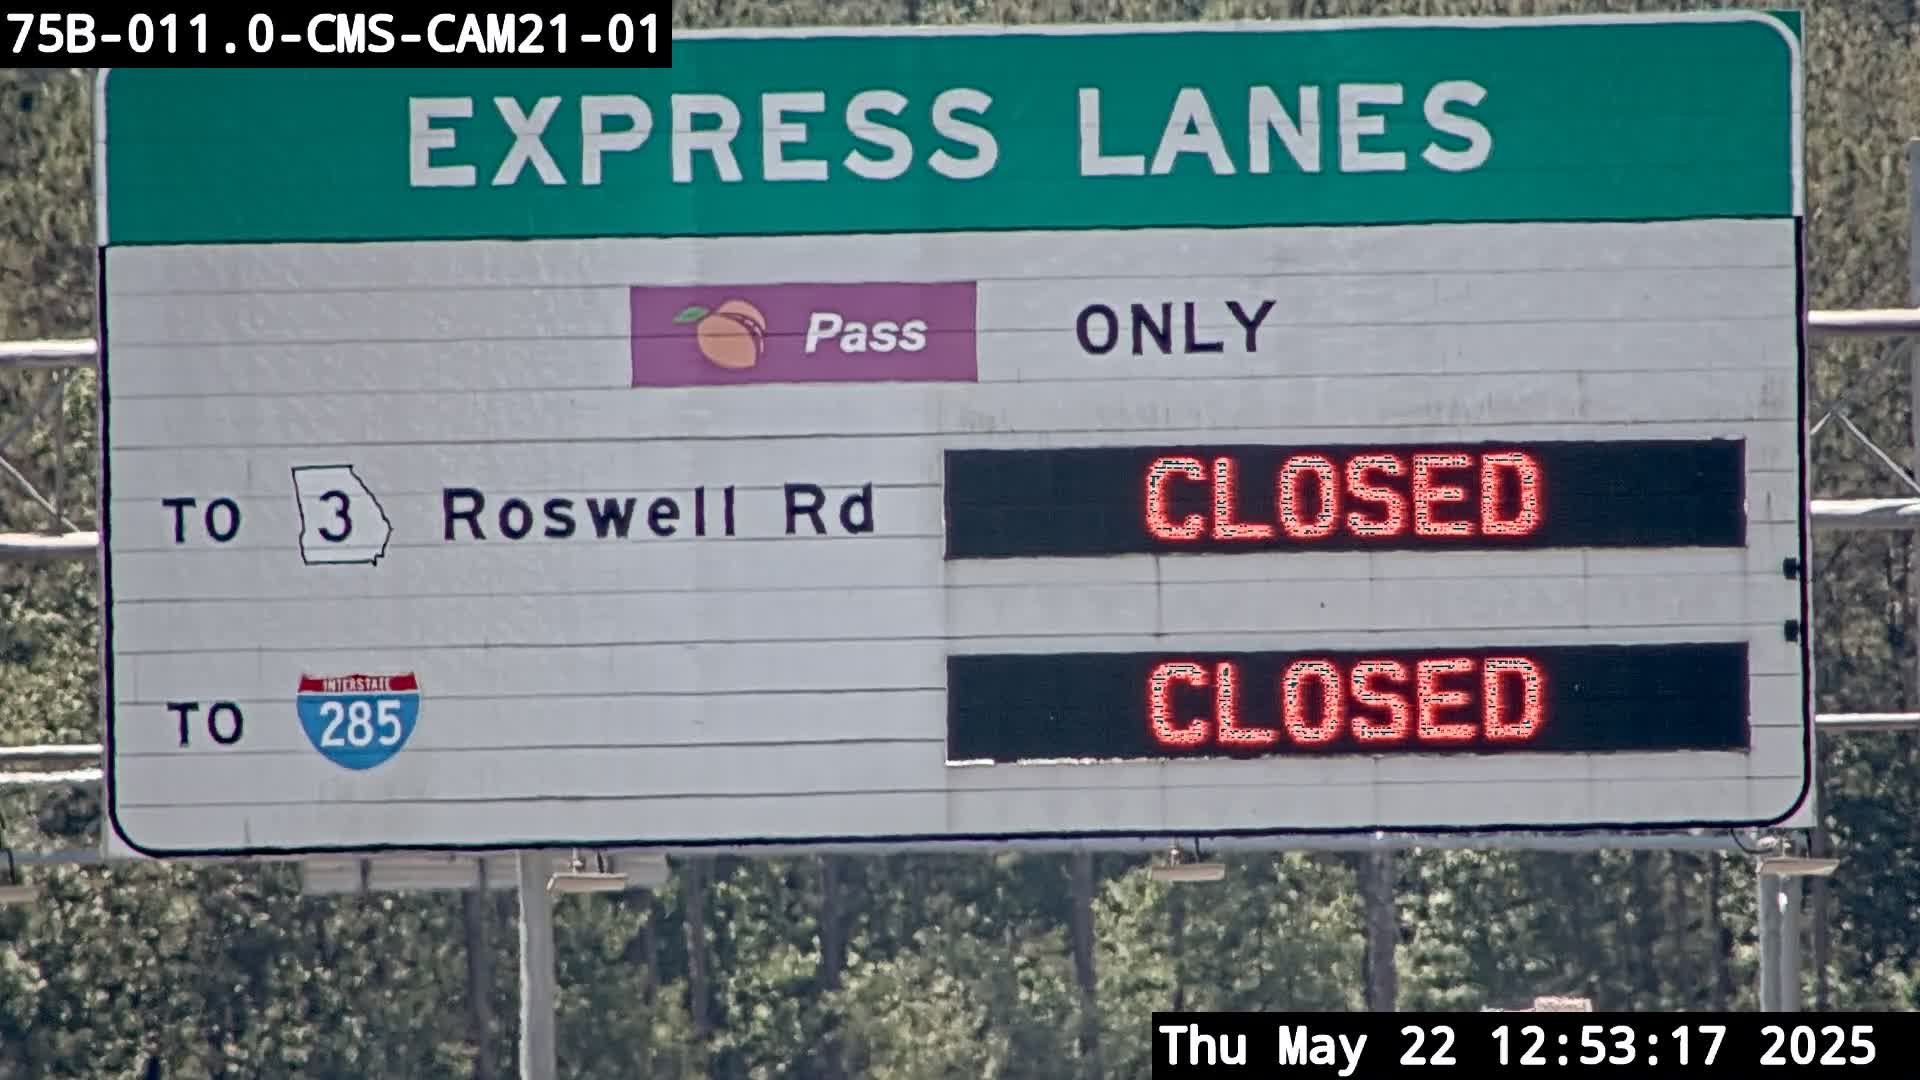 75B-011.0-CMS-CAM21-01
EXPRESS LANES
Pass ONLY
TO 3 Roswell Rd CLOSED
INTERSTATE
TO 285 CLOSED
Thu May 22 12:53:17 2025